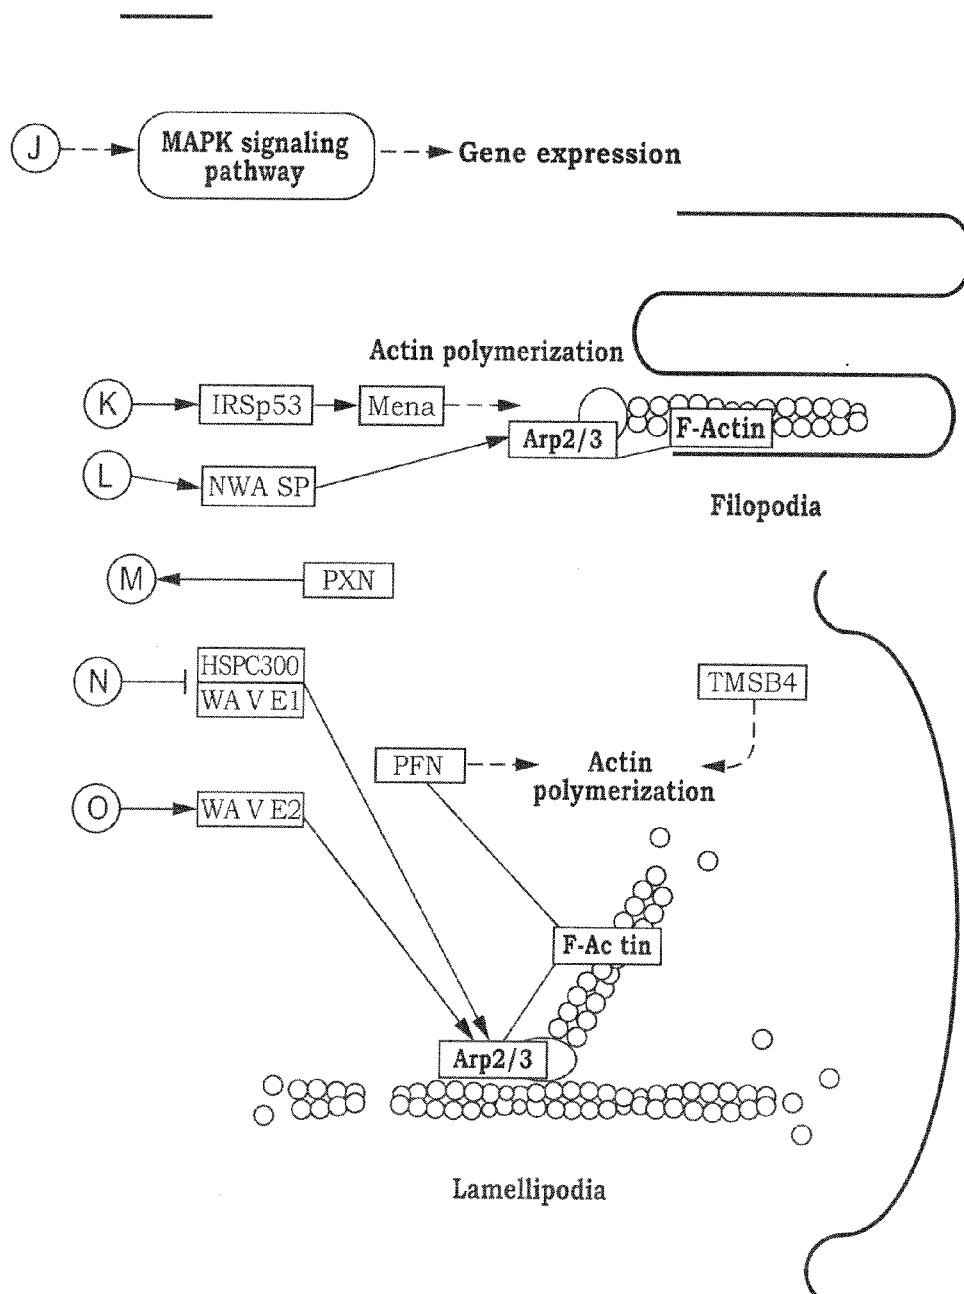 J
MAPK signaling
pathway
Gene expression
Actin polymerization
K
IRSp53
Mena
Arp2/3
F-Actin
L
NWA SP
Filopodia
M
PXN
N
HSPC300
WA V E1
TMSB4
PFN
Actin
polymerization
O
WA V E2
F-Ac tin
Arp2/3
Lamellipodia